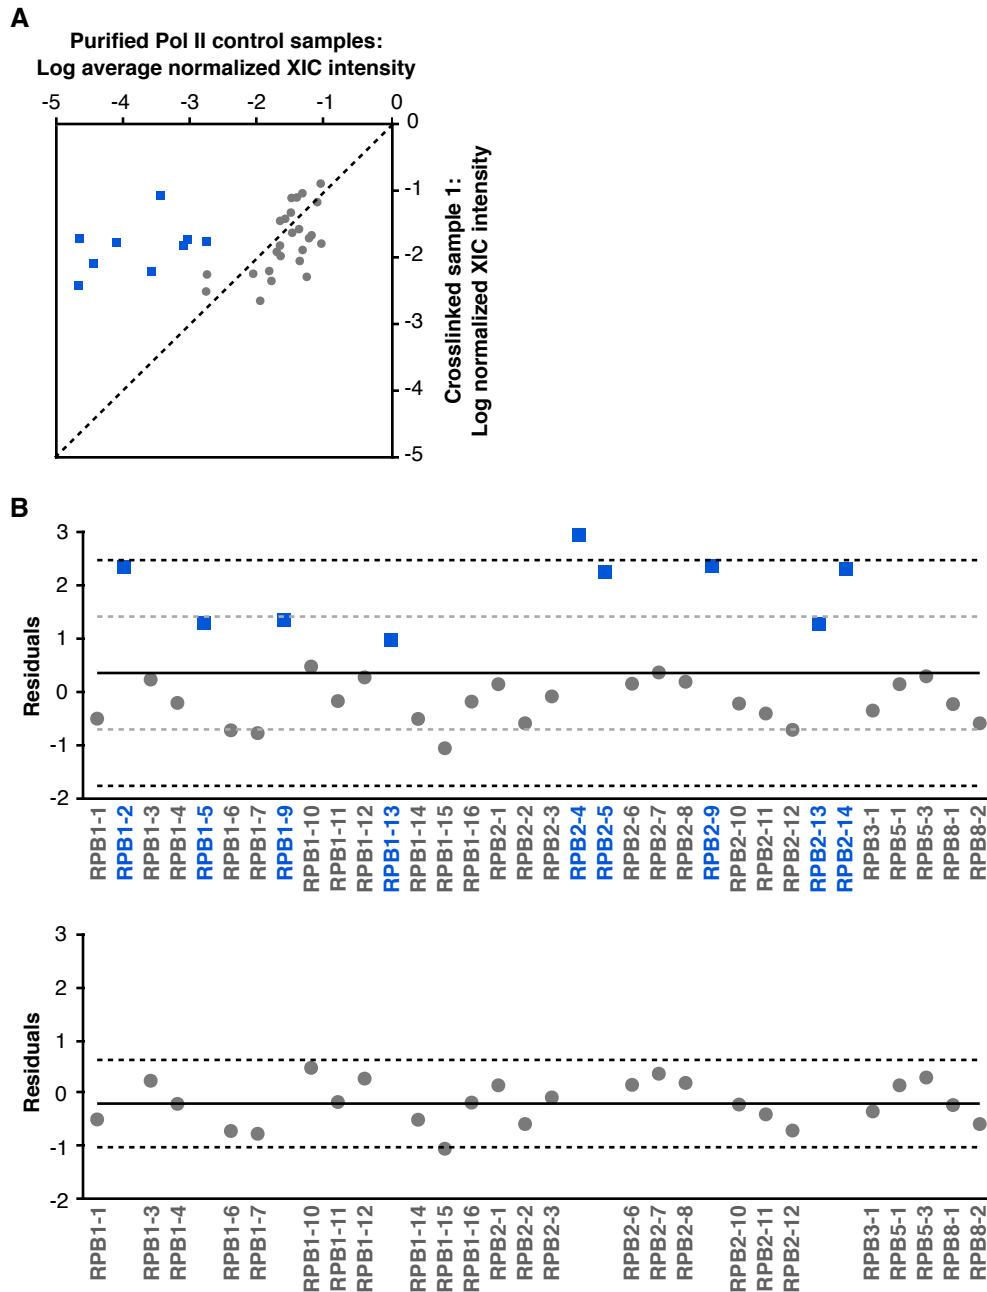 A
Purified Pol II control samples:
Log average normalized XIC intensity
-5 -4 -3 -2 -1 0
0
-1
-2
-3
-4
-5
Crosslinked sample 1:
Log normalized XIC intensity
B
Residuals
3
2
1
0
-1
-2
RPB1-1
RPB1-2
RPB1-3
RPB1-4
RPB1-5
RPB1-6
RPB1-7
RPB1-9
RPB1-10
RPB1-11
RPB1-12
RPB1-13
RPB1-14
RPB1-15
RPB1-16
RPB2-1
RPB2-2
RPB2-3
RPB2-4
RPB2-5
RPB2-6
RPB2-7
RPB2-8
RPB2-9
RPB2-10
RPB2-11
RPB2-12
RPB2-13
RPB2-14
RPB3-1
RPB5-1
RPB5-3
RPB8-1
RPB8-2
Residuals
3
2
1
0
-1
-2
RPB1-1
RPB1-3
RPB1-4
RPB1-6
RPB1-7
RPB1-10
RPB1-11
RPB1-12
RPB1-14
RPB1-15
RPB1-16
RPB2-1
RPB2-2
RPB2-3
RPB2-6
RPB2-7
RPB2-8
RPB2-10
RPB2-11
RPB2-12
RPB3-1
RPB5-1
RPB5-3
RPB8-1
RPB8-2